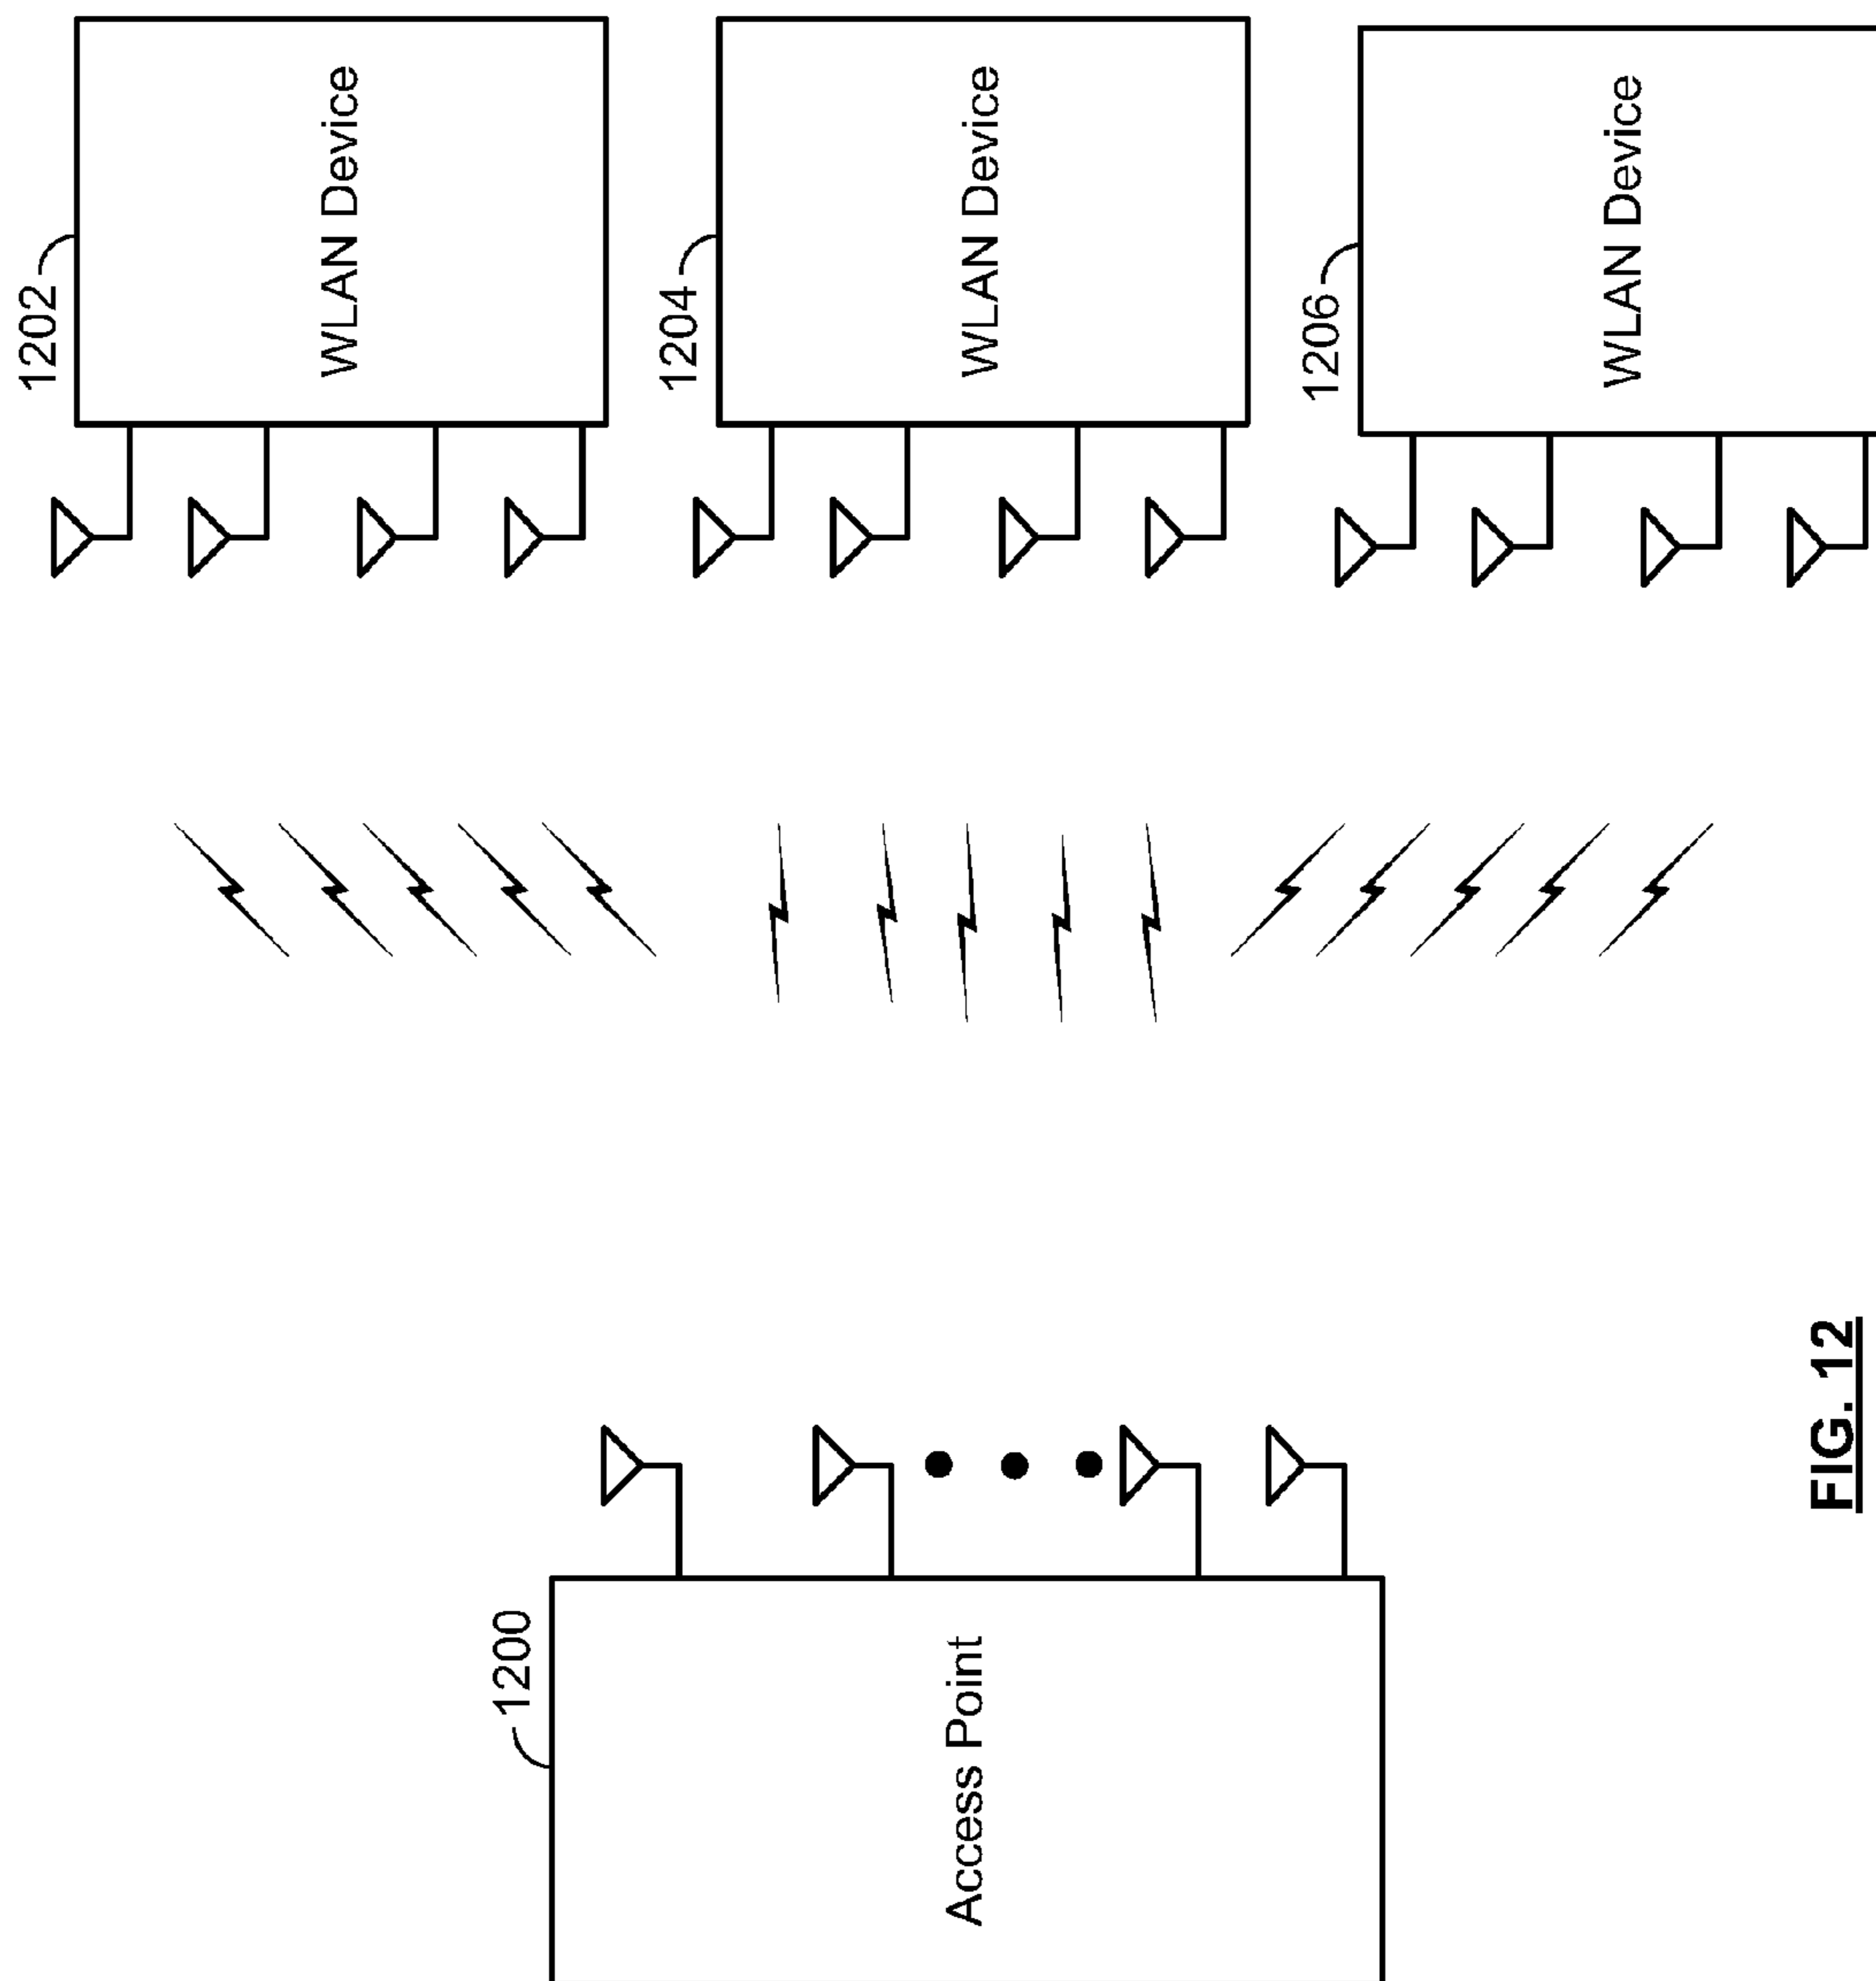 1202
WLAN Device
1204
WLAN Device
1206
WLAN Device
1200
Access Point
FIG. 12